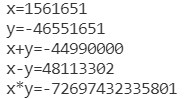 x=1561651
y=-46551651
x+y=-44990000
x-y=48113302
x*y=-72697432335801